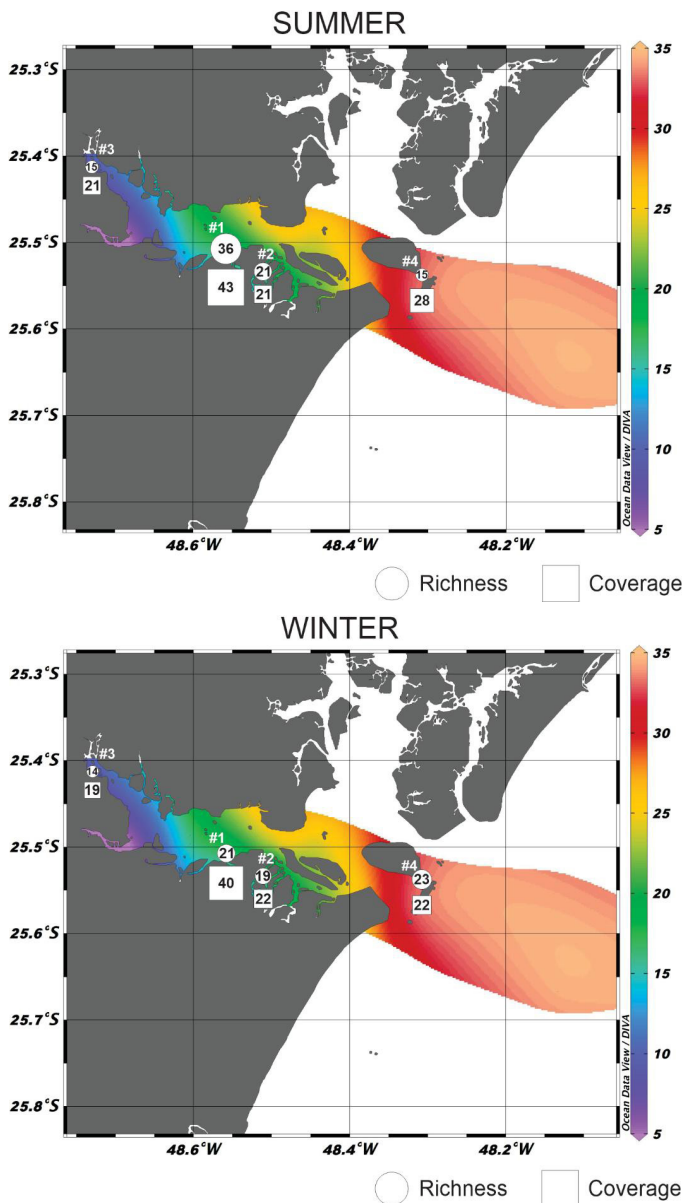 SUMMER
25.3°S
25.4°S
25.5°S
25.6°S
25.7°S
25.8°S
#3
15
21
#1
36
43
#2
21
21
#4
15
28
35
30
25
20
15
10
5
Ocean Data View / DIVA
48.6°W
48.4°W
48.2°W
Richness
Coverage
WINTER
25.3°S
25.4°S
25.5°S
25.6°S
25.7°S
25.8°S
#3
14
19
#1
21
40
#2
19
22
#4
23
22
35
30
25
20
15
10
5
Ocean Data View / DIVA
48.6°W
48.4°W
48.2°W
Richness
Coverage